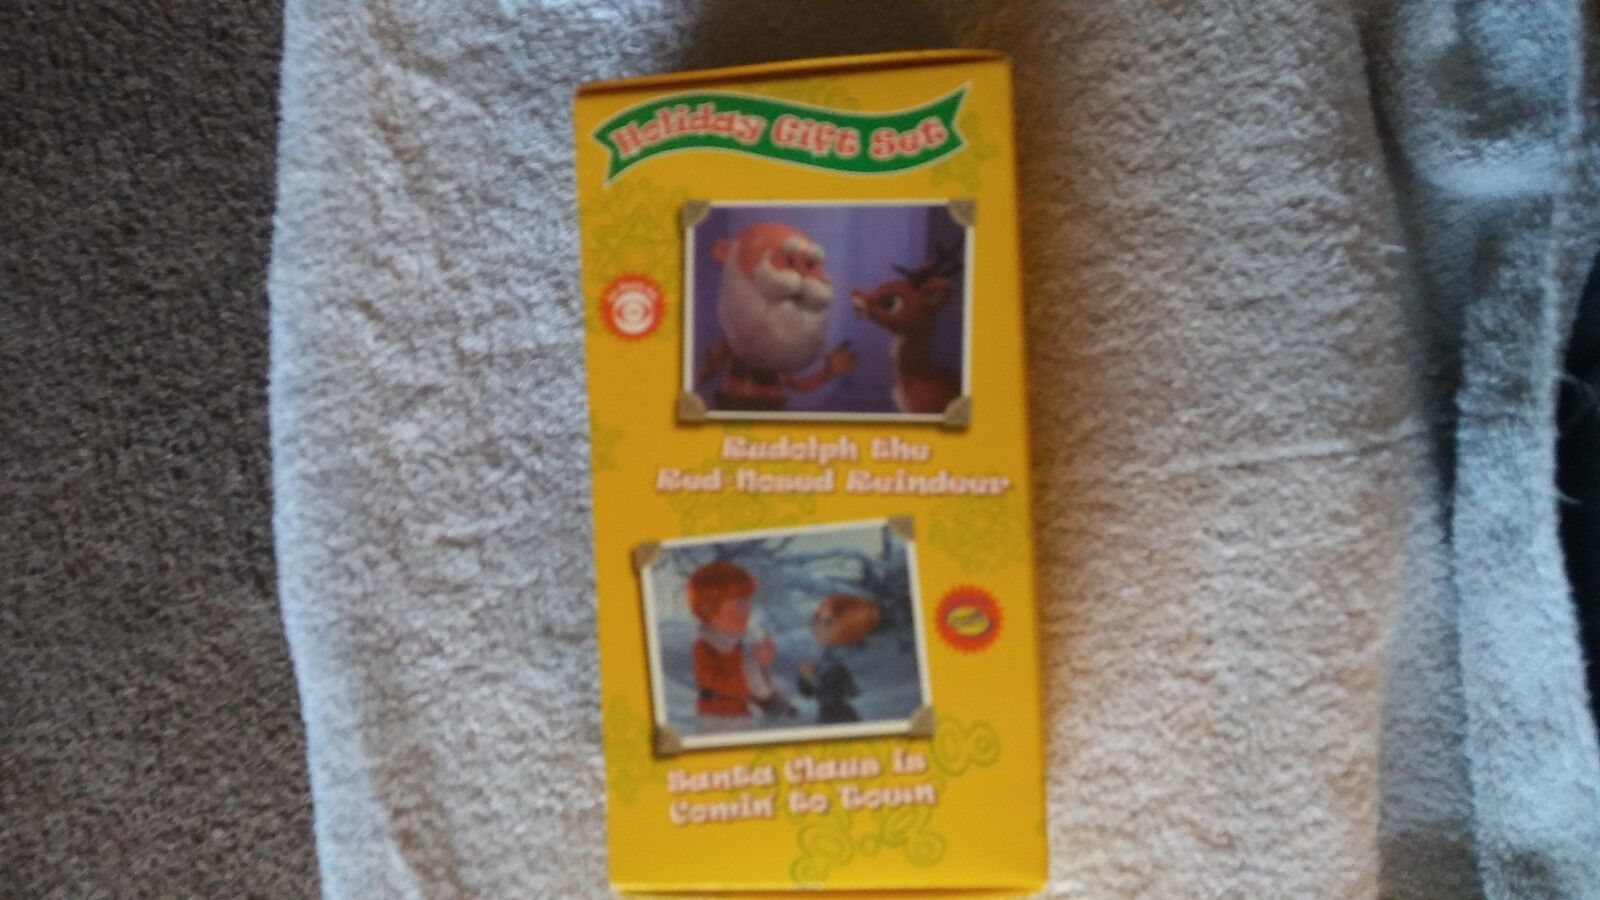 Holiday Gift Set
Rudolph the
Red-Nosed Reindeer
Santa Claus is
Comin' to Town